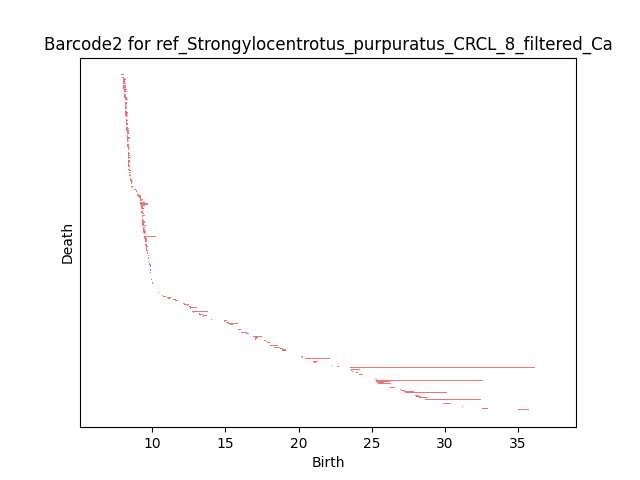 Barcode2 for ref_Strongylocentrotus_purpuratus_CRCL_8_filtered_Ca
Death
10 15 20 25 30 35
Birth